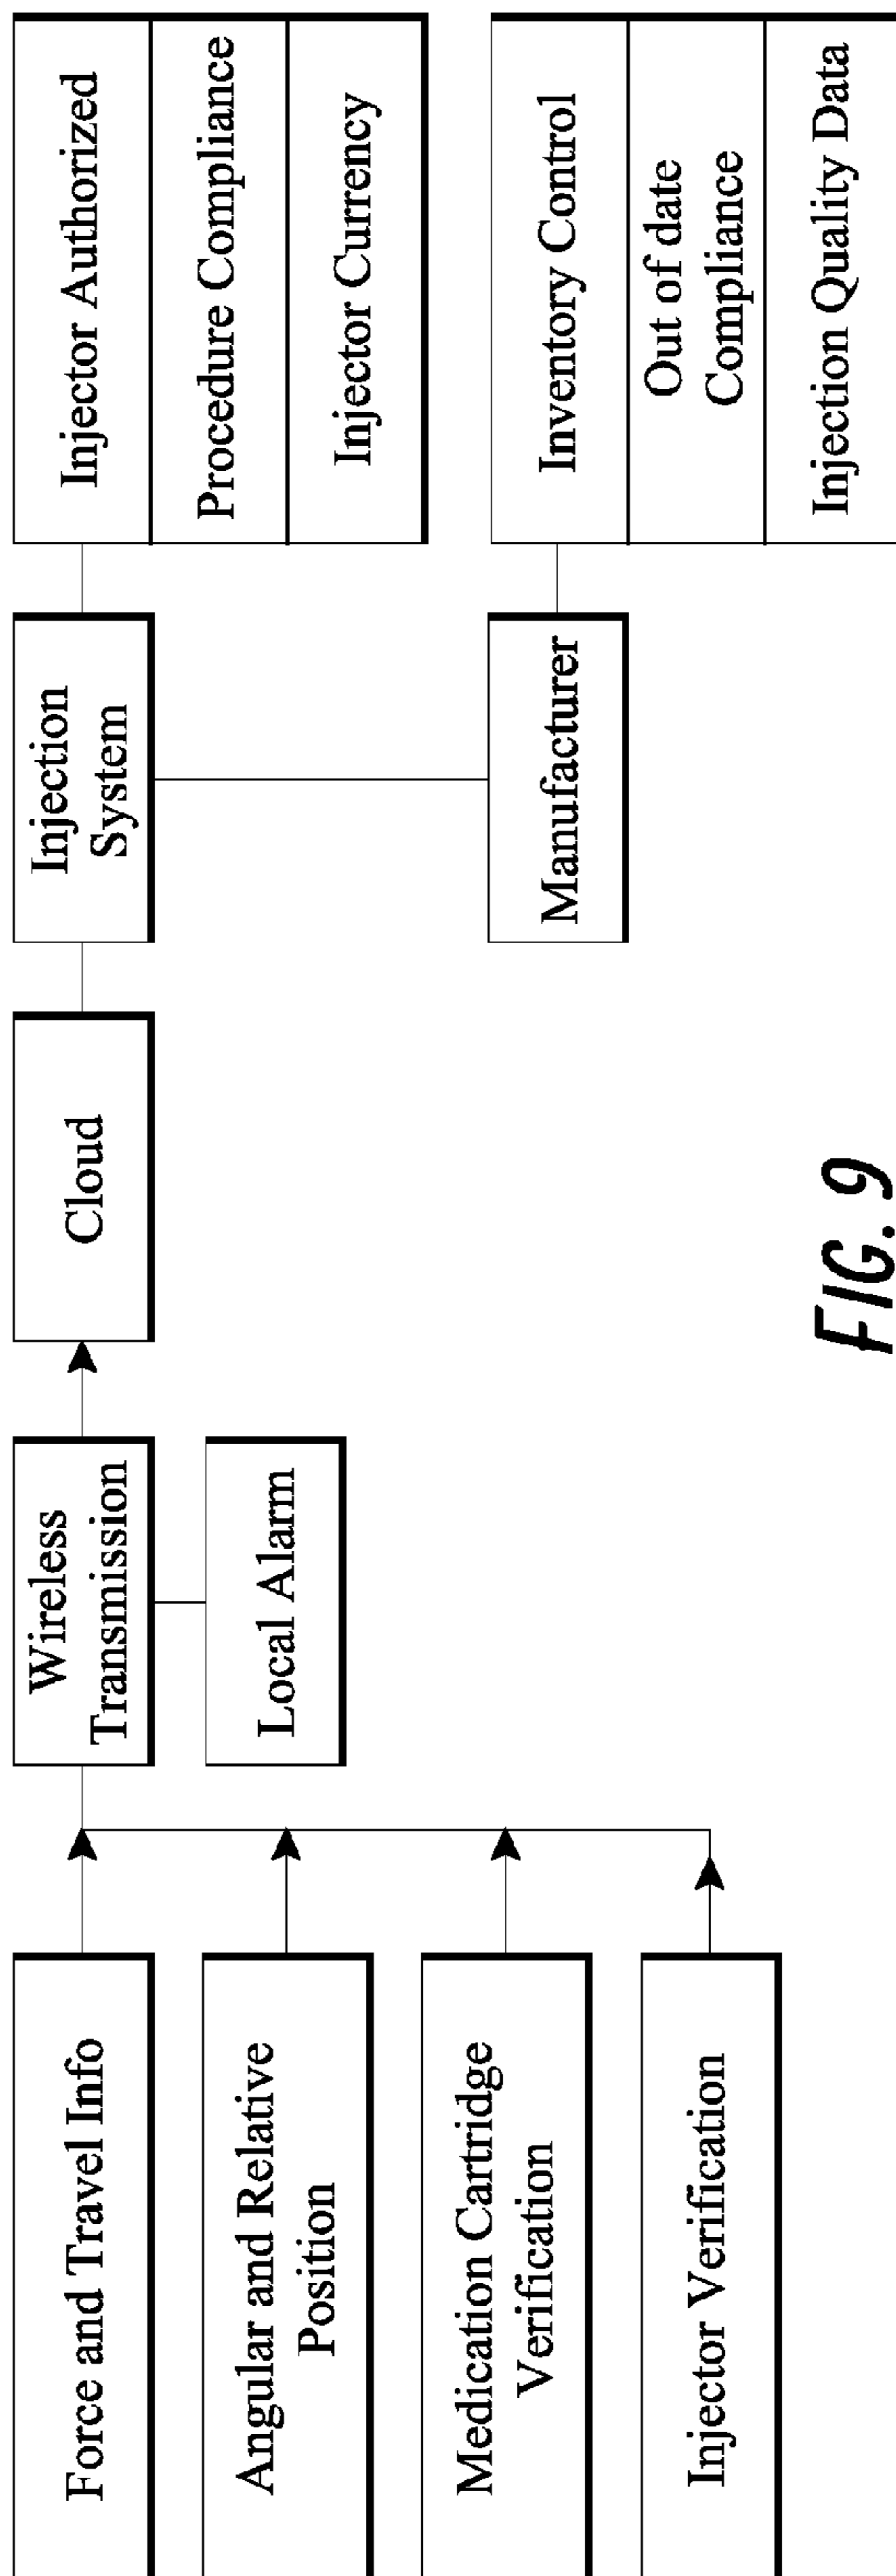 Force and Travel Info
Angular and Relative
Position
Medication Cartridge
Verification
Injector Verification
Wireless
Transmission
Local Alarm
Cloud
Injection
System
Manufacturer
Injector Authorized
Procedure Compliance
Injector Currency
Inventory Control
Out of date
Compliance
Injection Quality Data
FIG. 9